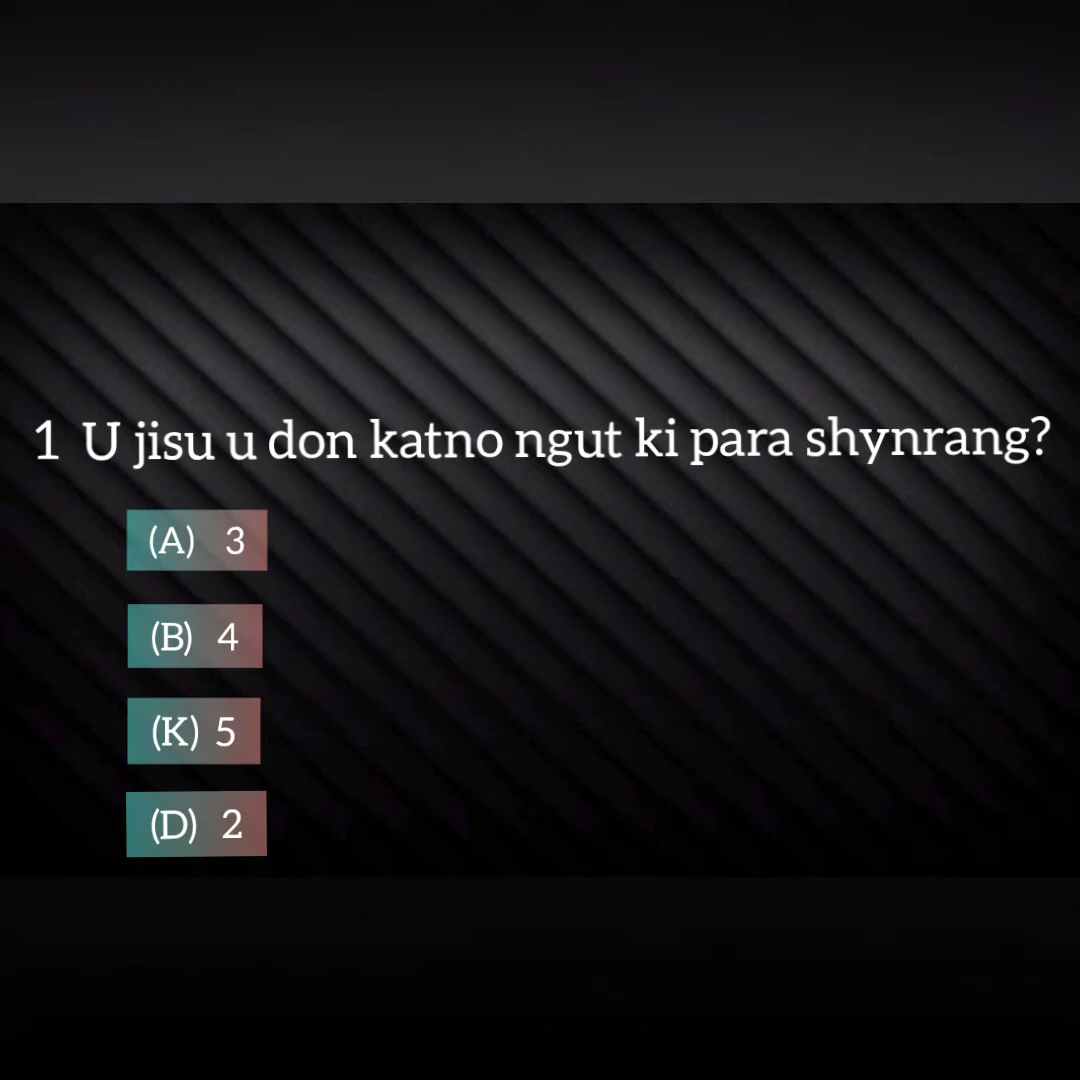 1 U jisu u don katno ngut ki para shynrang?
(A) 3
(B) 4
(K) 5
(D) 2